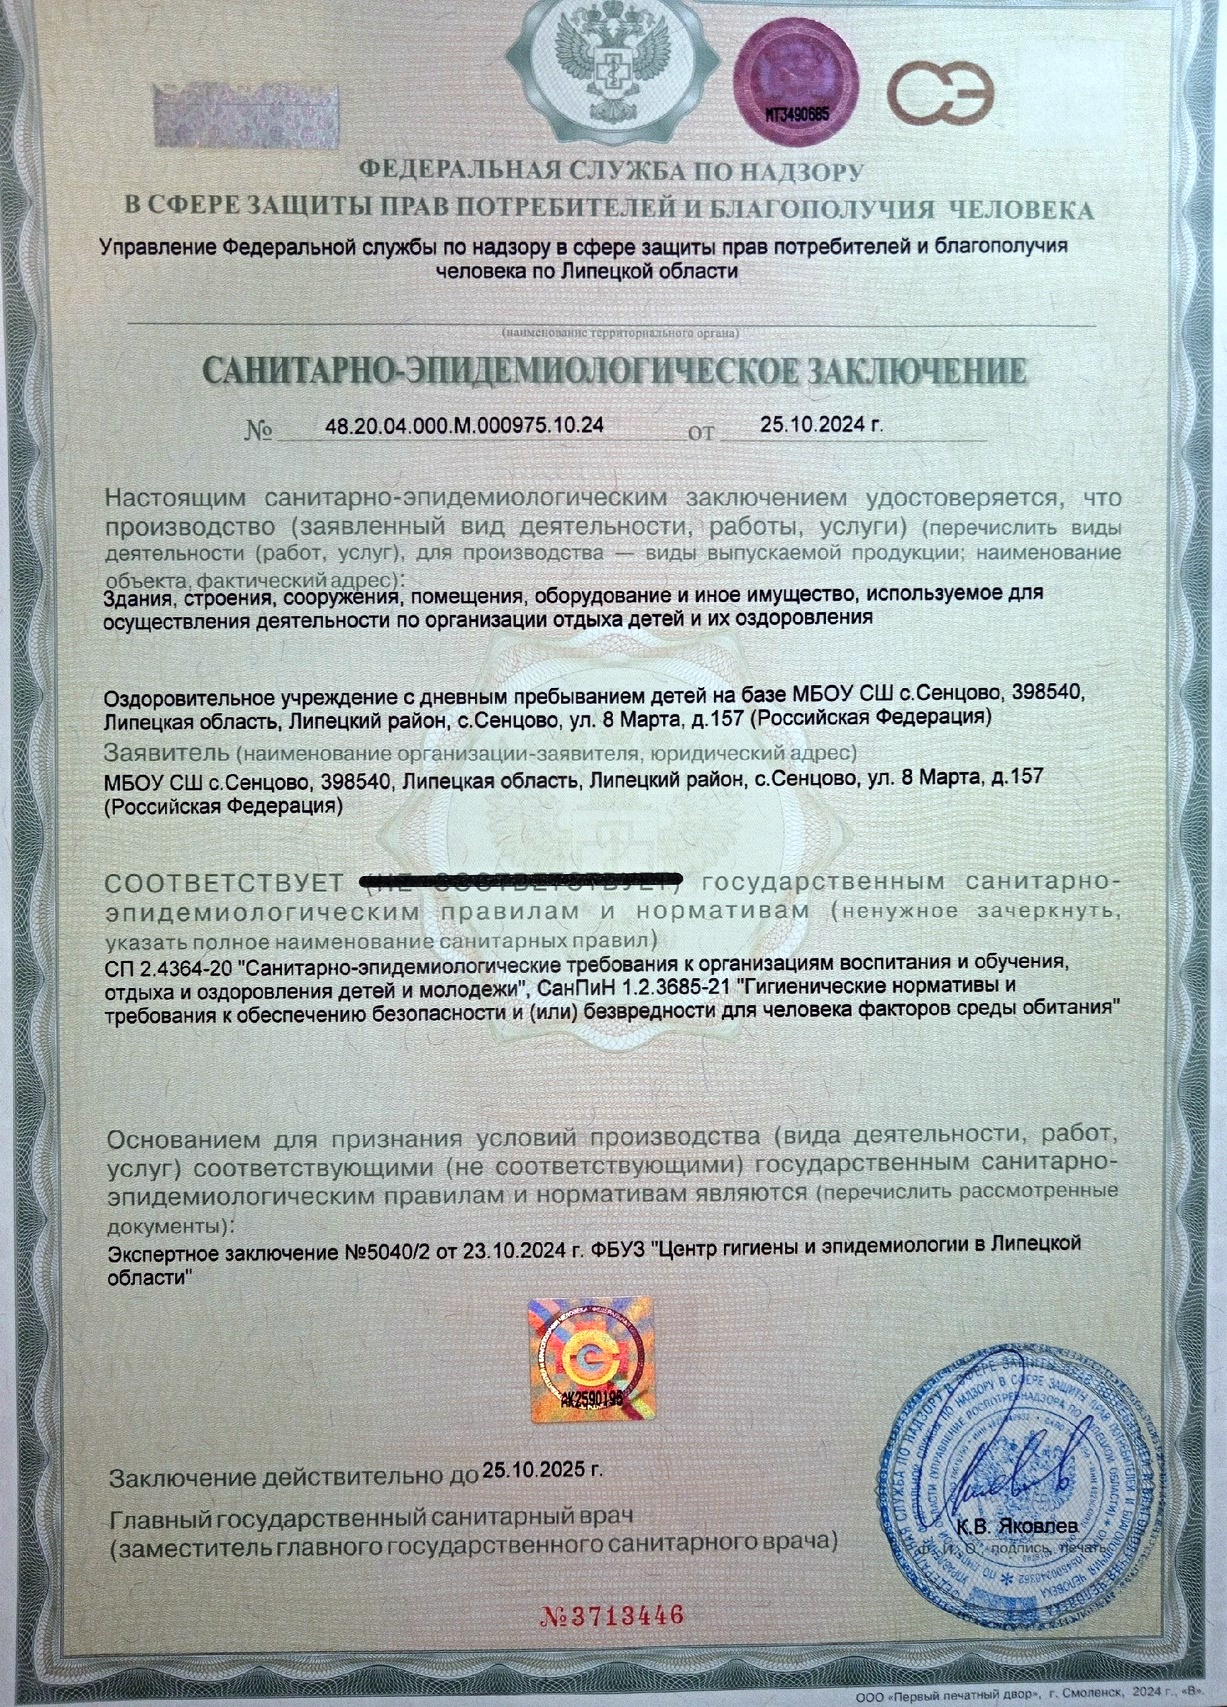 МТ3490685
СЭ
ФЕДЕРАЛЬНАЯ СЛУЖБА ПО НАДЗОРУ
В СФЕРЕ ЗАЩИТЫ ПРАВ ПОТРЕБИТЕЛЕЙ И БЛАГОПОЛУЧИЯ ЧЕЛОВЕКА
Управление Федеральной службы по надзору в сфере защиты прав потребителей и благополучия
человека по Липецкой области
(наименование территориального органа)
САНИТАРНО-ЭПИДЕМИОЛОГИЧЕСКОЕ ЗАКЛЮЧЕНИЕ
№ 48.20.04.000.М.000975.10.24 от 25.10.2024 г.
Настоящим санитарно-эпидемиологическим заключением удостоверяется, что
производство (заявленный вид деятельности, работы, услуги) (перечислить виды
деятельности (работ, услуг), для производства — виды выпускаемой продукции; наименование
объекта, фактический адрес):
Здания, строения, сооружения, помещения, оборудование и иное имущество, используемое для
осуществления деятельности по организации отдыха детей и их оздоровления
Оздоровительное учреждение с дневным пребыванием детей на базе МБОУ СШ с.Сенцово, 398540,
Липецкая область, Липецкий район, с.Сенцово, ул. 8 Марта, д.157 (Российская Федерация)
Заявитель (наименование организации-заявителя, юридический адрес)
МБОУ СШ с.Сенцово, 398540, Липецкая область, Липецкий район, с.Сенцово, ул. 8 Марта, д.157
(Российская Федерация)
СООТВЕТСТВУЕТ (НЕ СООТВЕТСТВУЕТ) государственным санитарно-
эпидемиологическим правилам и нормативам (ненужное зачеркнуть,
указать полное наименование санитарных правил)
СП 2.4364-20 "Санитарно-эпидемиологические требования к организациям воспитания и обучения,
отдыха и оздоровления детей и молодежи", СанПиН 1.2.3685-21 "Гигиенические нормативы и
требования к обеспечению безопасности и (или) безвредности для человека факторов среды обитания"
Основанием для признания условий производства (вида деятельности, работ,
услуг) соответствующими (не соответствующими) государственным санитарно-
эпидемиологическим правилам и нормативам являются (перечислить рассмотренные
документы):
Экспертное заключение №5040/2 от 23.10.2024 г. ФБУЗ "Центр гигиены и эпидемиологии в Липецкой
области"
АК2590196
Заключение действительно до 25.10.2025 г.
Главный государственный санитарный врач
(заместитель главного государственного санитарного врача)
К.В. Яковлев
Ф. И. О., подпись, печать
№3713446
ООО «Первый печатный двор», г. Смоленск, 2024 г., «В».